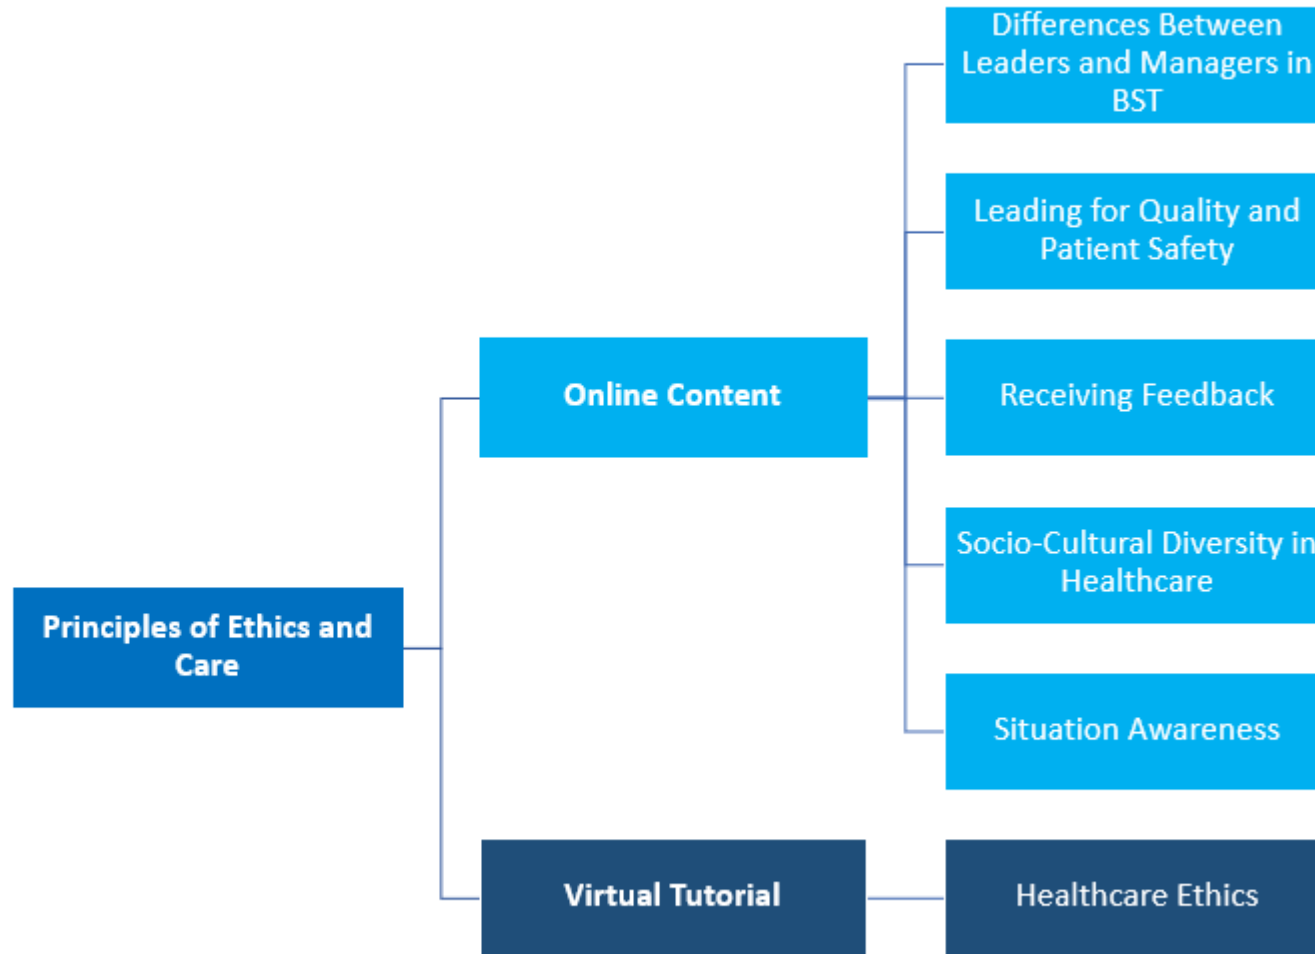 Differences Between
Leaders and Managers in
BST
Leading for Quality and
Patient Safety
Online Content
Receiving Feedback
Socio-Cultural Diversity in
Healthcare
Principles of Ethics and
Care
Situation Awareness
Virtual Tutorial
Healthcare Ethics